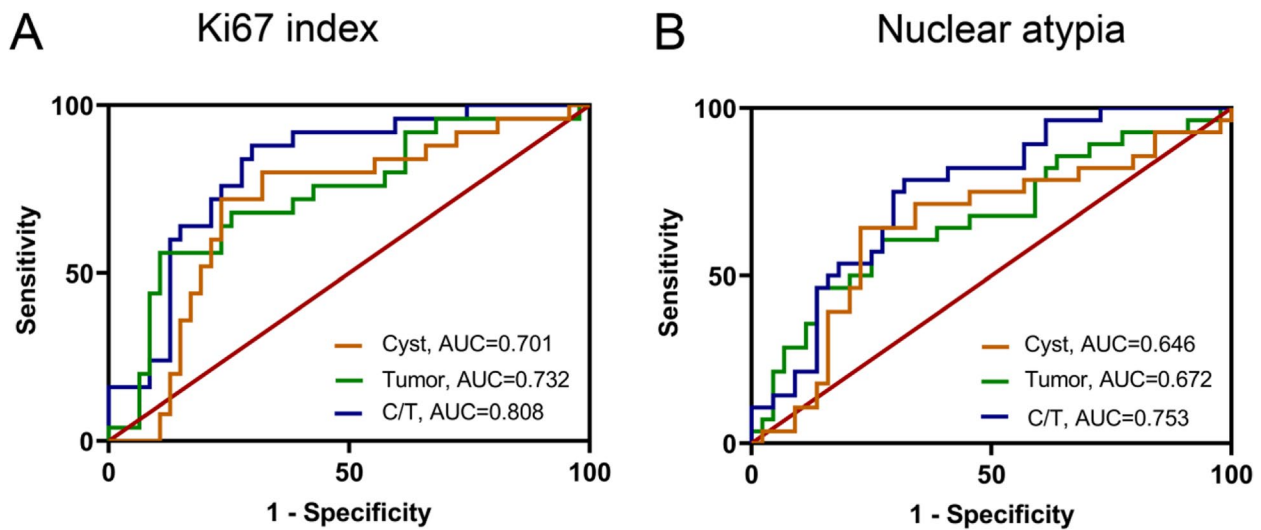 A
Ki67 index
100
50
0
Sensitivity
Cyst, AUC=0.701
Tumor, AUC=0.732
C/T, AUC=0.808
0 50 100
1 - Specificity
B
Nuclear atypia
100
50
0
Sensitivity
Cyst, AUC=0.646
Tumor, AUC=0.672
C/T, AUC=0.753
0 50 100
1 - Specificity